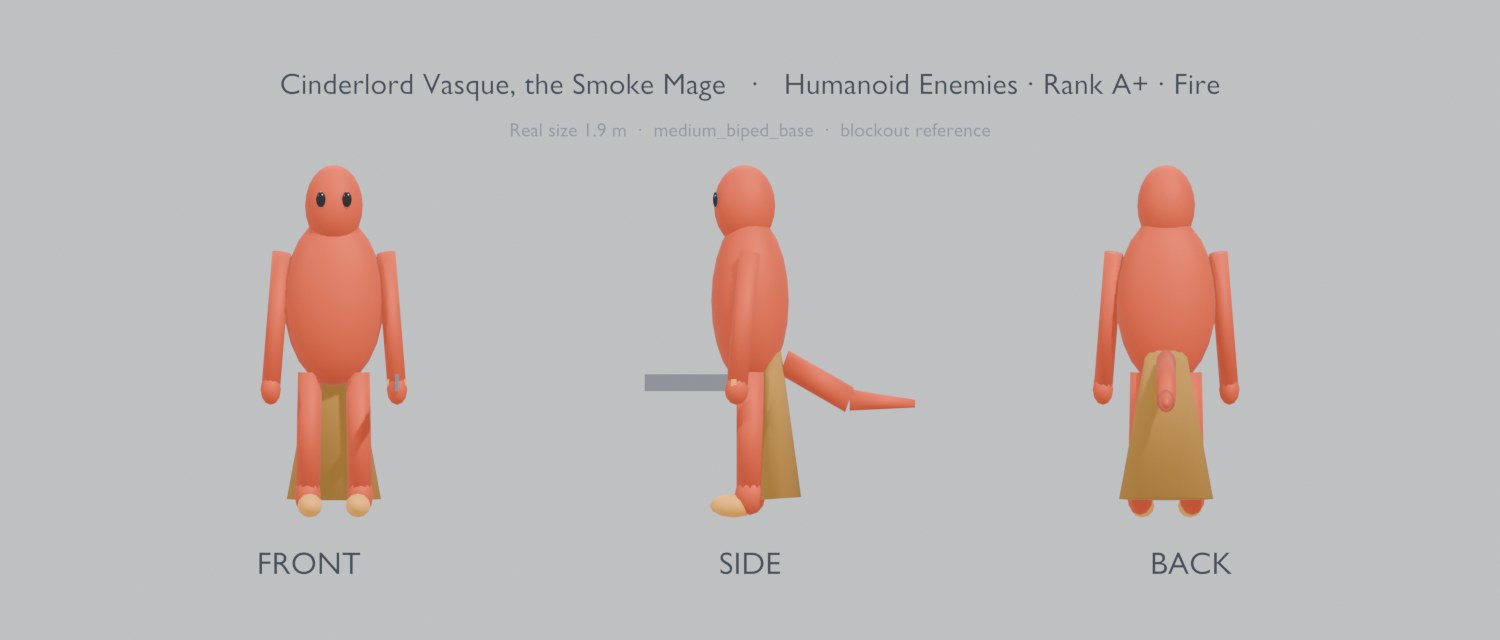 Cinderlord Vasque, the Smoke Mage · Humanoid Enemies · Rank A+ · Fire
Real size 1.9 m · medium_biped_base · blockout reference
FRONT SIDE BACK